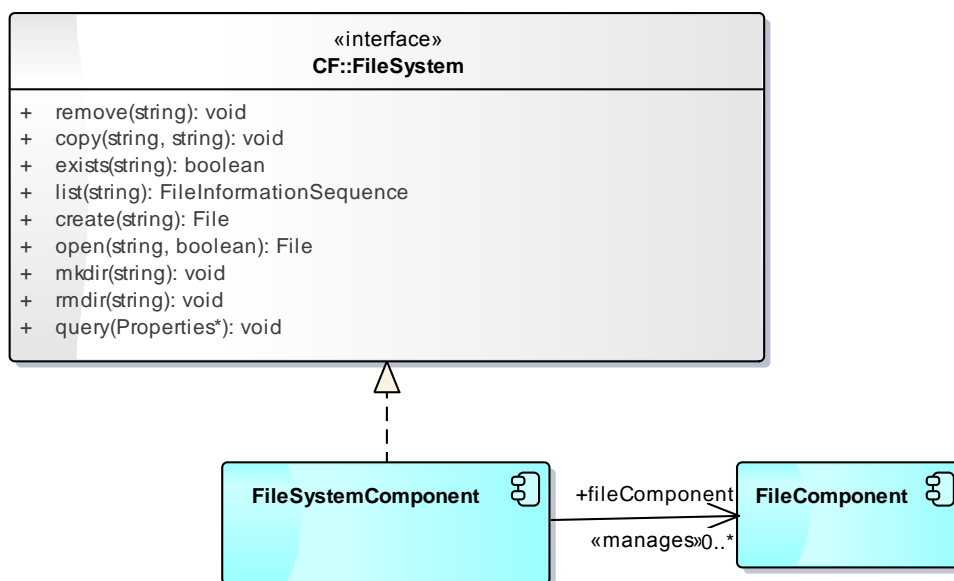 «interface»
CF::FileSystem
+ remove(string): void
+ copy(string, string): void
+ exists(string): boolean
+ list(string): FileInformationSequence
+ create(string): File
+ open(string, boolean): File
+ mkdir(string): void
+ rmdir(string): void
+ query(Properties*): void
FileSystemComponent
+fileComponent
«manages»
0..*
FileComponent